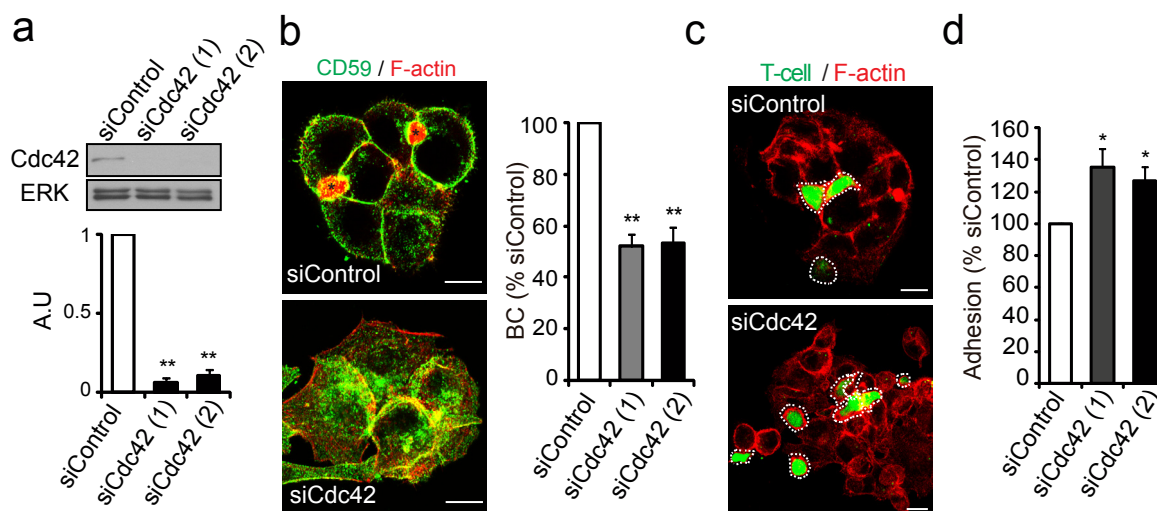 a
siControl
siCdc42 (1)
siCdc42 (2)
Cdc42
ERK
1
0.5
0
A.U
**
**
siControl
siCdc42 (1)
siCdc42 (2)
b
CD59 / F-actin
siControl
siCdc42
100
80
60
40
20
0
BC (% siControl)
**
**
siControl
siCdc42 (1)
siCdc42 (2)
c
T-cell / F-actin
siControl
siCdc42
d
160
140
120
100
80
60
40
20
0
Adhesion (% siControl)
*
*
siControl
siCdc42 (1)
siCdc42 (2)